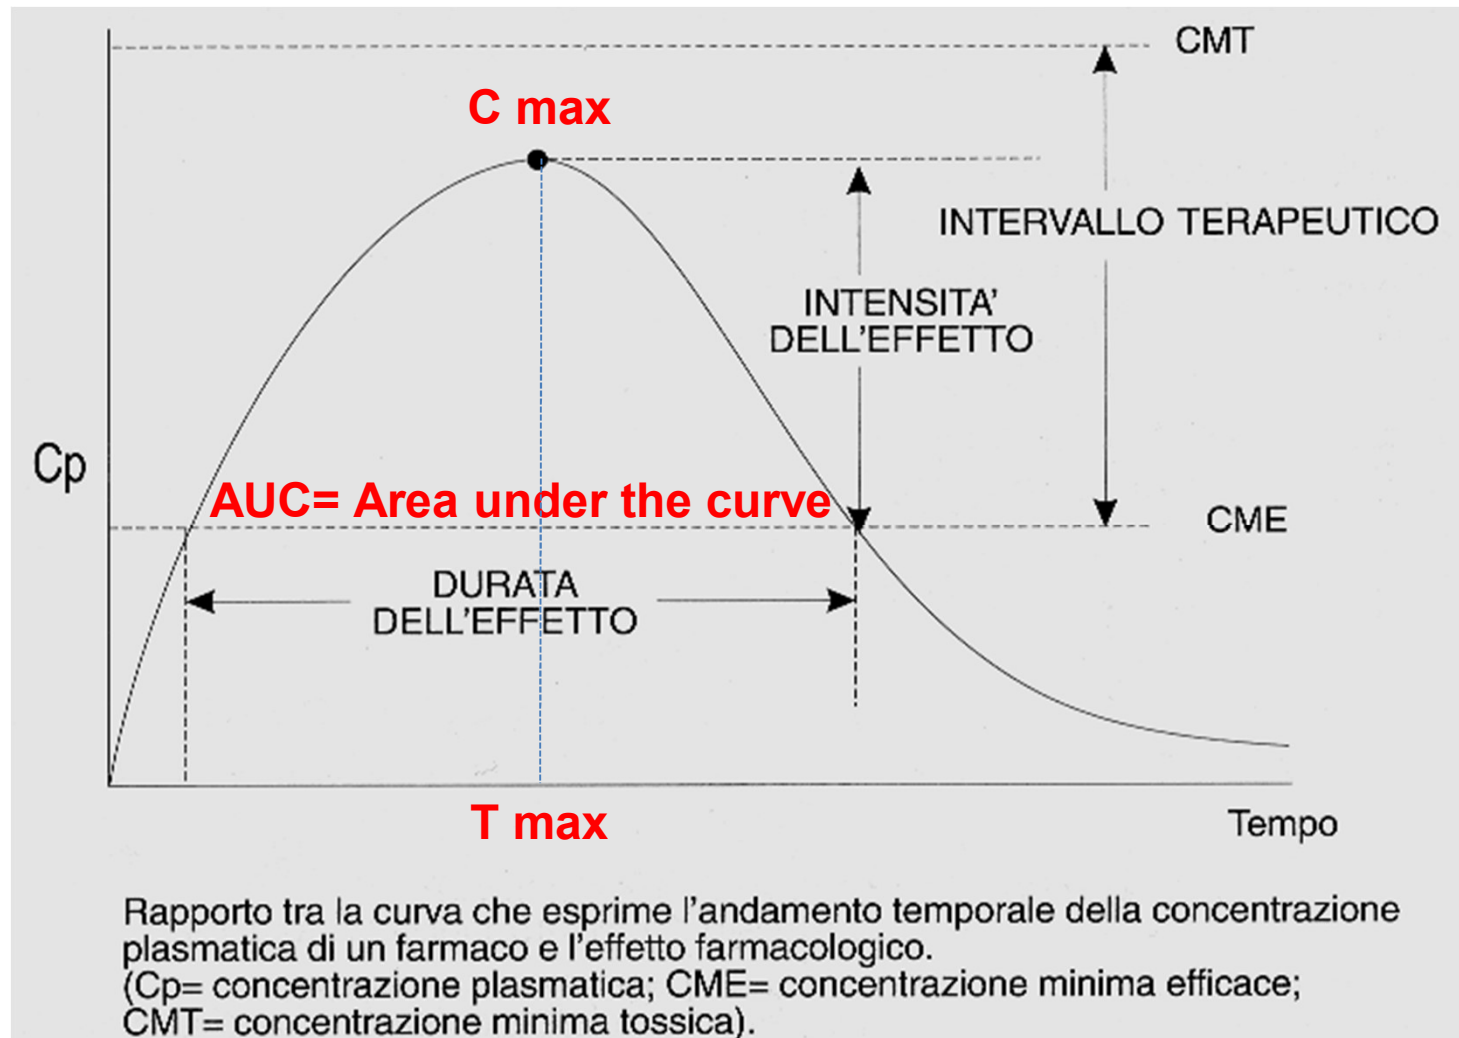 CMT
C max
INTERVALLO TERAPEUTICO
INTENSITA'
DELL'EFFETTO
Cp
AUC= Area under the curve
CME
DURATA
DELL'EFFETTO
T max
Tempo
Rapporto tra la curva che esprime l'andamento temporale della concentrazione
plasmatica di un farmaco e l'effetto farmacologico.
(Cp= concentrazione plasmatica; CME= concentrazione minima efficace;
CMT= concentrazione minima tossica).